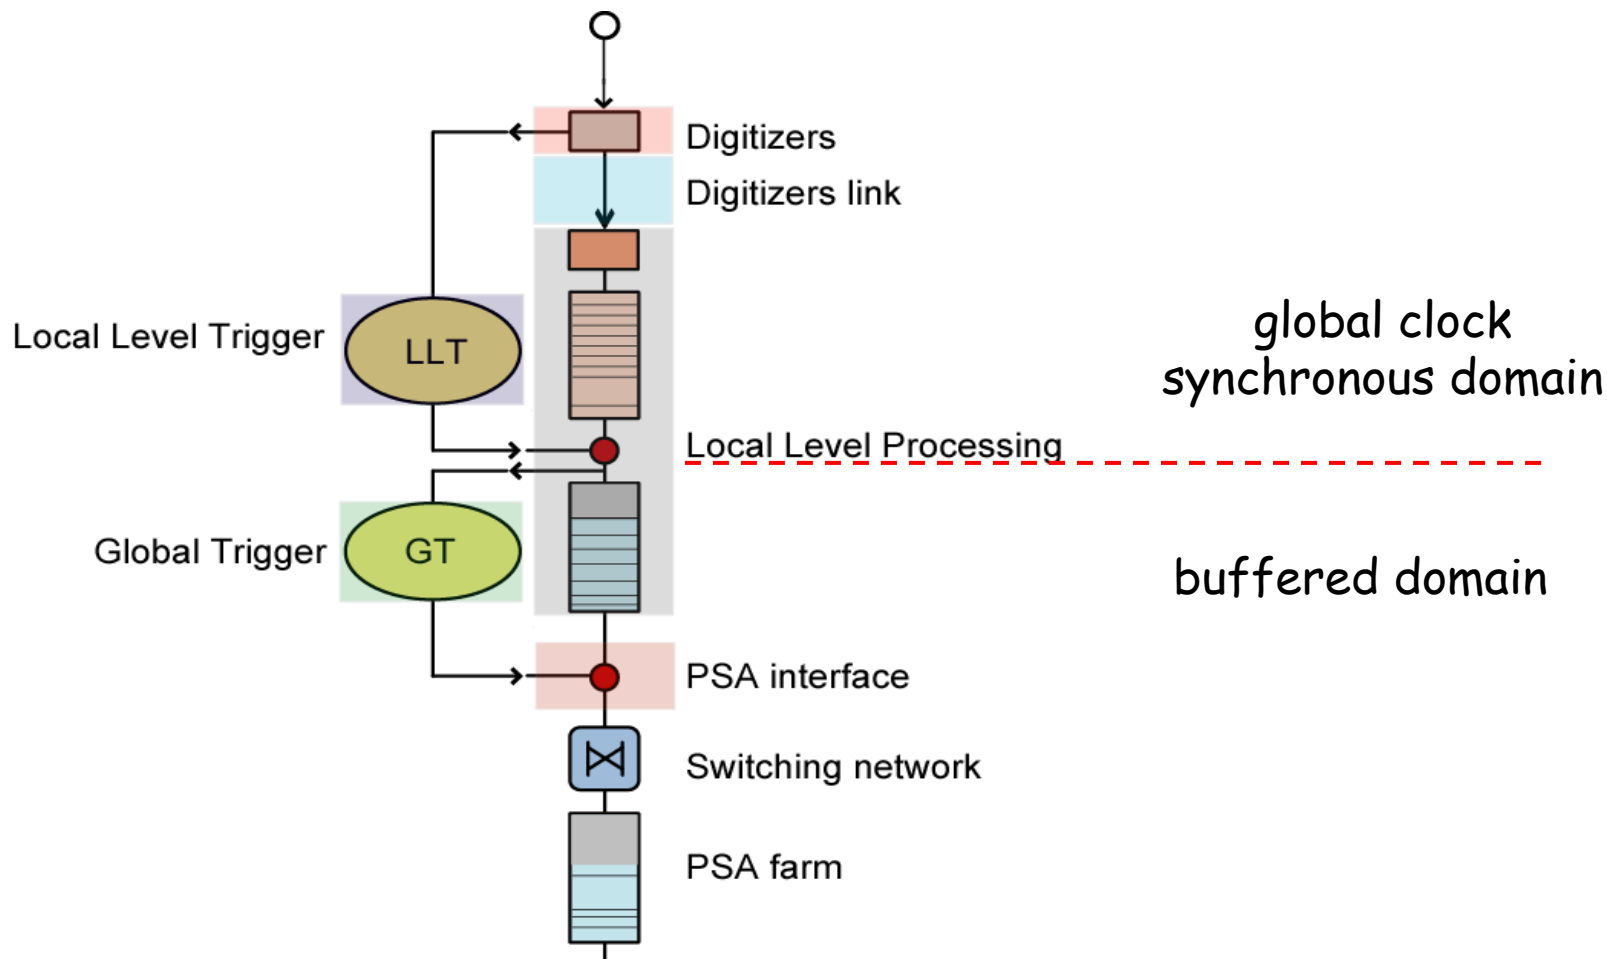 Digitizers
Digitizers link
Local Level Trigger
LLT
global clock
synchronous domain
Local Level Processing
Global Trigger
GT
buffered domain
PSA interface
Switching network
PSA farm